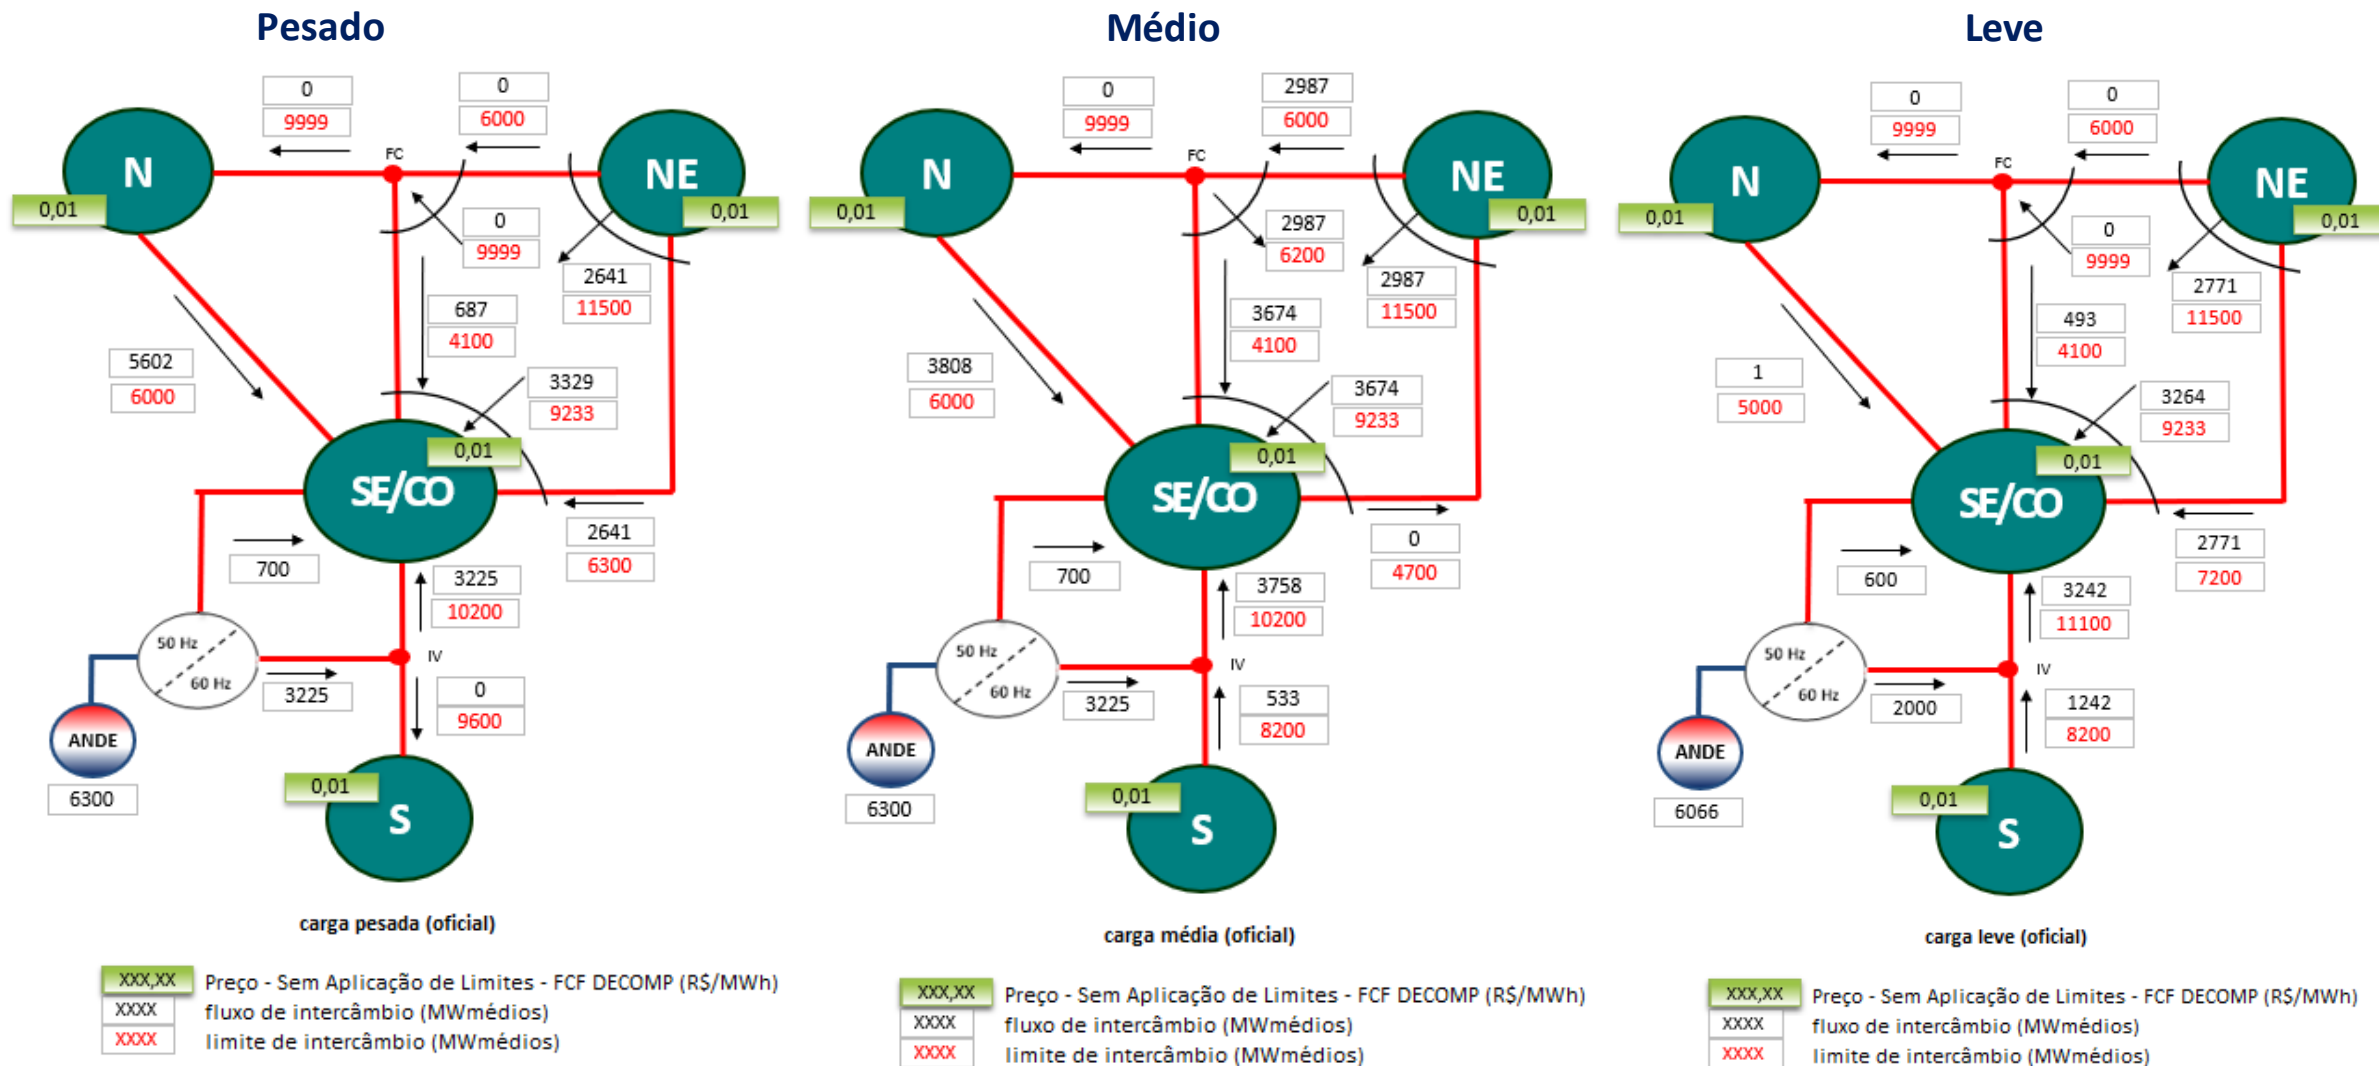 Pesado
0
9999
0
6000
N
0,01
FC
NE
0,01
0
9999
2641
11500
687
4100
5602
6000
3329
9233
0,01
SE/CO
2641
6300
700
3225
10200
50 Hz
60 Hz
IV
3225
0
9600
ANDE
6300
0,01
S
carga pesada (oficial)
XXX,XX Preço - Sem Aplicação de Limites - FCF DECOMP (R$/MWh)
XXXX fluxo de intercâmbio (MWmédios)
XXXX limite de intercâmbio (MWmédios)
Médio
0
9999
2987
6000
N
0,01
FC
NE
0,01
2987
6200
2987
11500
3674
4100
3808
6000
3674
9233
0,01
SE/CO
0
4700
700
3758
10200
50 Hz
60 Hz
IV
3225
533
8200
ANDE
6300
0,01
S
carga média (oficial)
XXX,XX Preço - Sem Aplicação de Limites - FCF DECOMP (R$/MWh)
XXXX fluxo de intercâmbio (MWmédios)
XXXX limite de intercâmbio (MWmédios)
Leve
0
9999
0
6000
N
0,01
FC
NE
0,01
0
9999
2771
11500
493
4100
1
5000
3264
9233
0,01
SE/CO
2771
7200
600
3242
11100
50 Hz
60 Hz
IV
2000
1242
8200
ANDE
6066
0,01
S
carga leve (oficial)
XXX,XX Preço - Sem Aplicação de Limites - FCF DECOMP (R$/MWh)
XXXX fluxo de intercâmbio (MWmédios)
XXXX limite de intercâmbio (MWmédios)